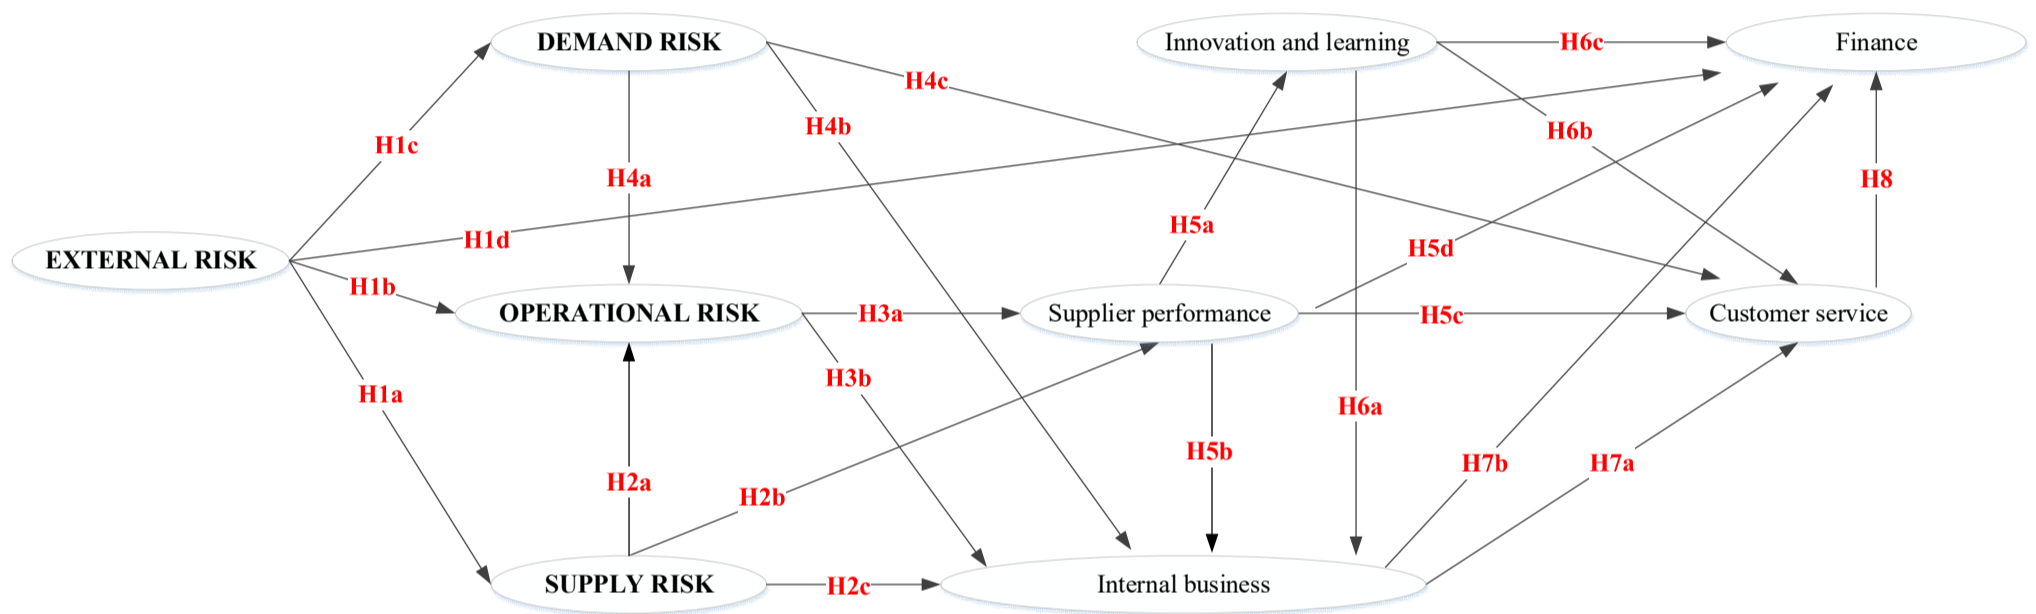 DEMAND RISK
Innovation and learning
H6c
Finance
H4c
H4b
H6b
H1c
H4a
H8
H5a
H1d
H5d
EXTERNAL RISK
H1b
OPERATIONAL RISK
H3a
Supplier performance
H5c
Customer service
H3b
H1a
H6a
H5b
H7b
H7a
H2a
H2b
SUPPLY RISK
H2c
Internal business